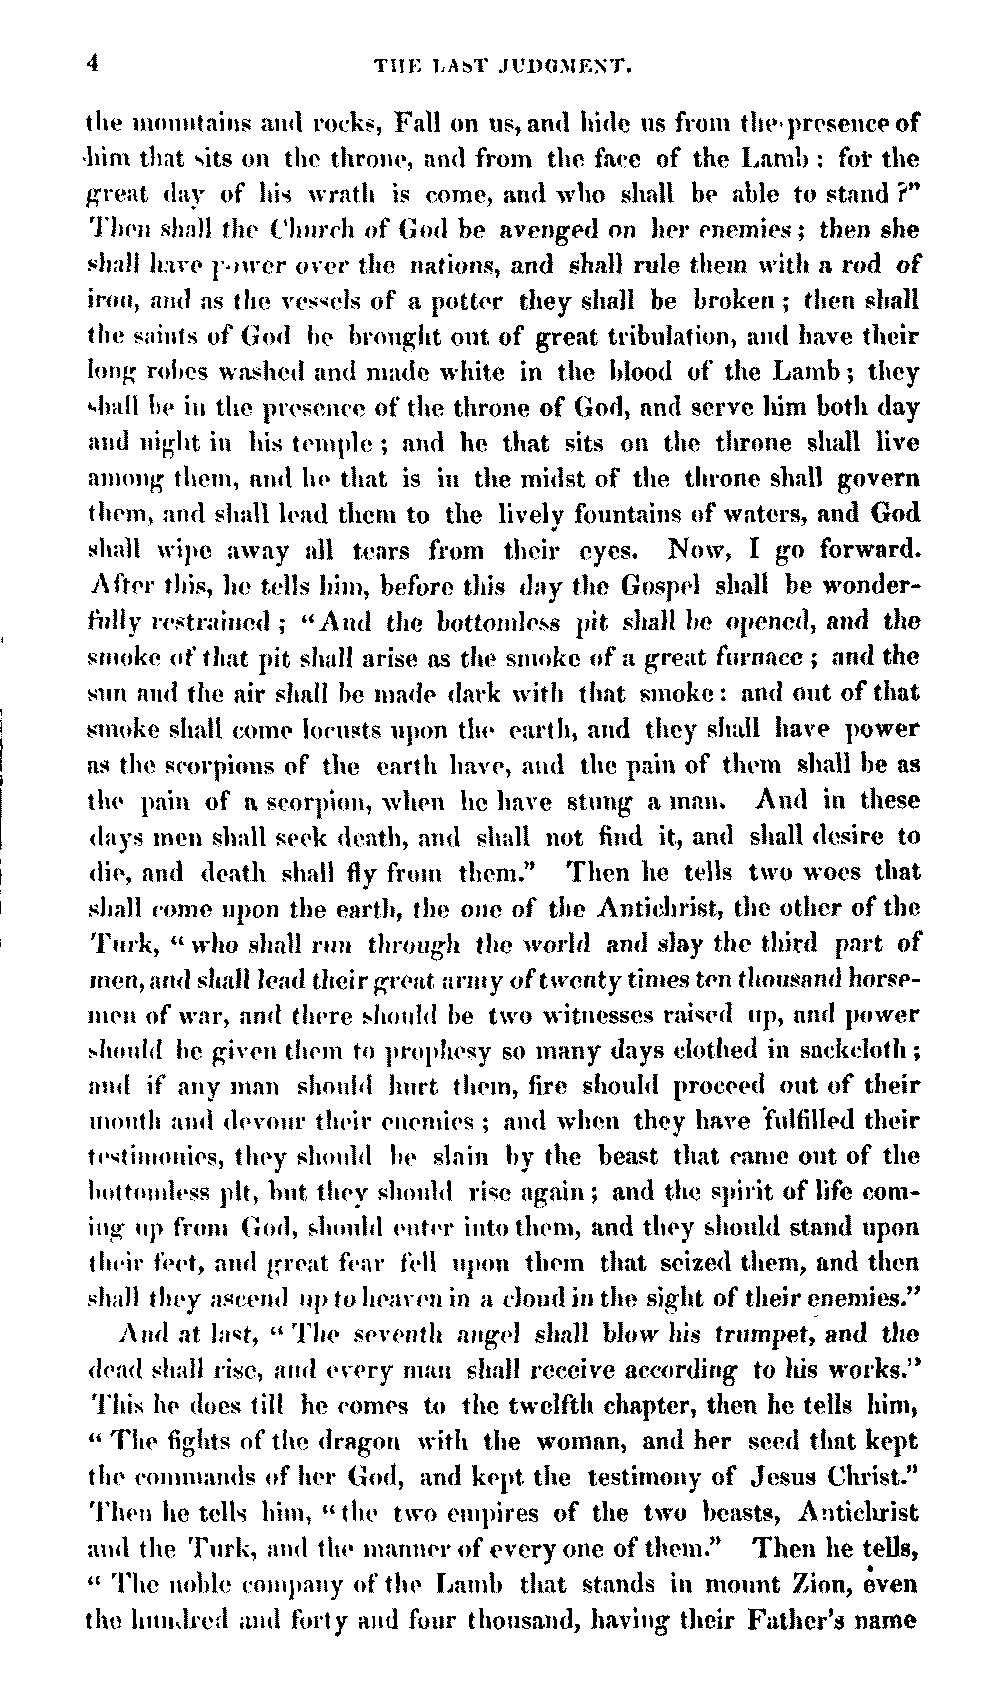 4 THE LAST JUDGMENT.
the mountains and rocks, Fall on us, and hide us from the presence of
him that sits on the throne, and from the face of the Lamb : for the
great day of his wrath is come, and who shall be able to stand ?"
Then shall the Church of God be avenged on her enemies; then she
shall have power over the nations, and shall rule them with a rod of
iron, and as the vessels of a potter they shall be broken ; then shall
the saints of God be brought out of great tribulation, and have their
long robes washed and made white in the blood of the Lamb; they
shall be in the presence of the throne of God, and serve him both day
and night in his temple ; and he that sits on the throne shall live
among them, and he that is in the midst of the throne shall govern
them, and shall lead them to the lively fountains of waters, and God
shall wipe away all tears from their eyes. Now, I go forward.
After this, he tells him, before this day the Gospel shall be wonder-
fully restrained ; "And the bottomless pit shall be opened, and the
smoke of that pit shall arise as the smoke of a great furnace ; and the
sun and the air shall be made dark with that smoke: and out of that
smoke shall come locusts upon the earth, and they shall have power
as the scorpions of the earth have, and the pain of them shall be as
the pain of a scorpion, when he have stung a man. And in these
days men shall seek death, and shall not find it, and shall desire to
die, and death shall fly from them." Then he tells two woes that
shall come upon the earth, the one of the Antichrist, the other of the
Turk, "who shall run through the world and slay the third part of
men, and shall lead their great army of twenty times ten thousand horse-
men of war, and there should be two witnesses raised up, and power
should be given them to prophesy so many days clothed in sackcloth ;
and if any man should hurt them, fire should proceed out of their
mouth and devour their enemies ; and when they have fulfilled their
testimonies, they should be slain by the beast that came out of the
bottomless pit, but they should rise again ; and the spirit of life com-
ing up from God, should enter into them, and they should stand upon
their feet, and great fear fell upon them that seized them, and then
shall they ascend up to heaven in a cloud in the sight of their enemies."
And at last, "The seventh angel shall blow his trumpet, and the
dead shall rise, and every man shall receive according to his works."
This he does till he comes to the twelfth chapter, then he tells him,
"The fights of the dragon with the woman, and her seed that kept
the commands of her God, and kept the testimony of Jesus Christ."
Then he tells him, "the two empires of the two beasts, Antichrist
and the Turk, and the manner of every one of them." Then he tells,
"The noble company of the Lamb that stands in mount Zion, even
the hundred and forty and four thousand, having their Father's name